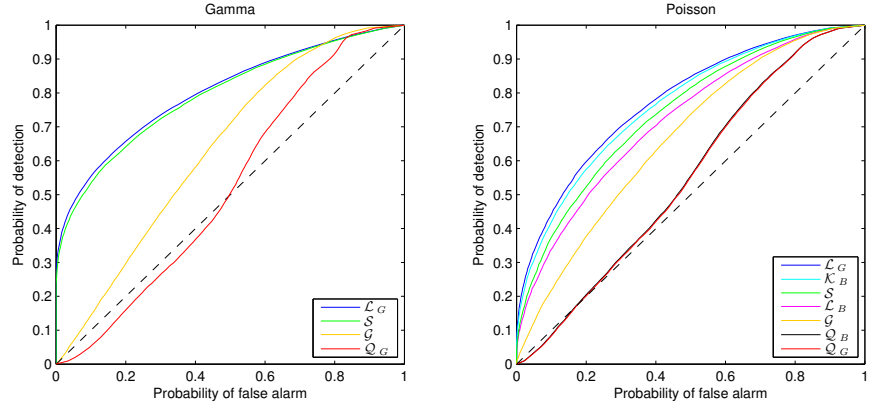 Gamma
Probability of detection
1
0.9
0.8
0.7
0.6
0.5
0.4
0.3
0.2
0.1
0
0 0.2 0.4 0.6 0.8 1
Probability of false alarm
ℒ G
𝒮
𝒢
𝒬 G
Poisson
Probability of detection
1
0.9
0.8
0.7
0.6
0.5
0.4
0.3
0.2
0.1
0
0 0.2 0.4 0.6 0.8 1
Probability of false alarm
ℒ G
𝒦 B
𝒮
ℒ B
𝒢
𝒬 B
𝒬 G